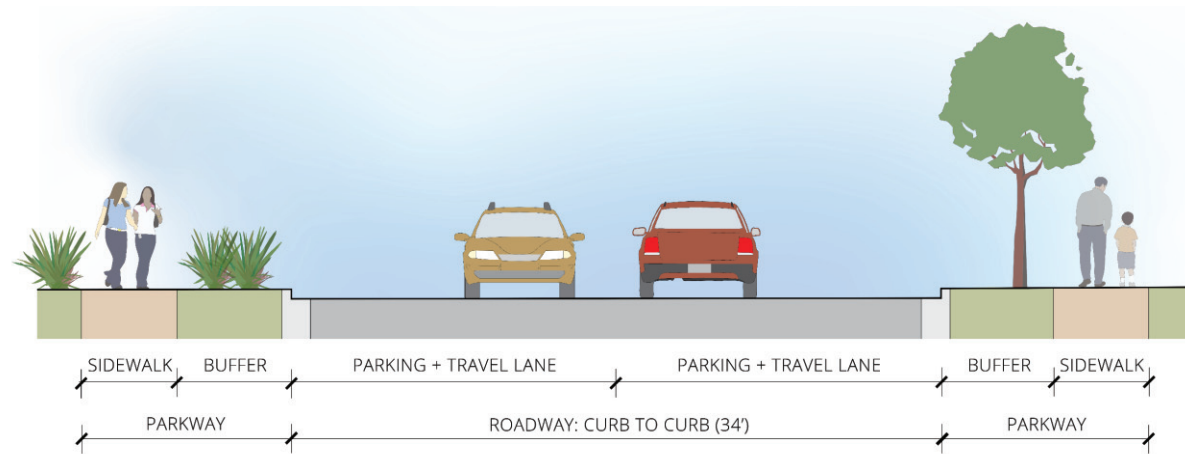 SIDEWALK BUFFER PARKING + TRAVEL LANE PARKING + TRAVEL LANE BUFFER SIDEWALK
PARKWAY ROADWAY: CURB TO CURB (34') PARKWAY